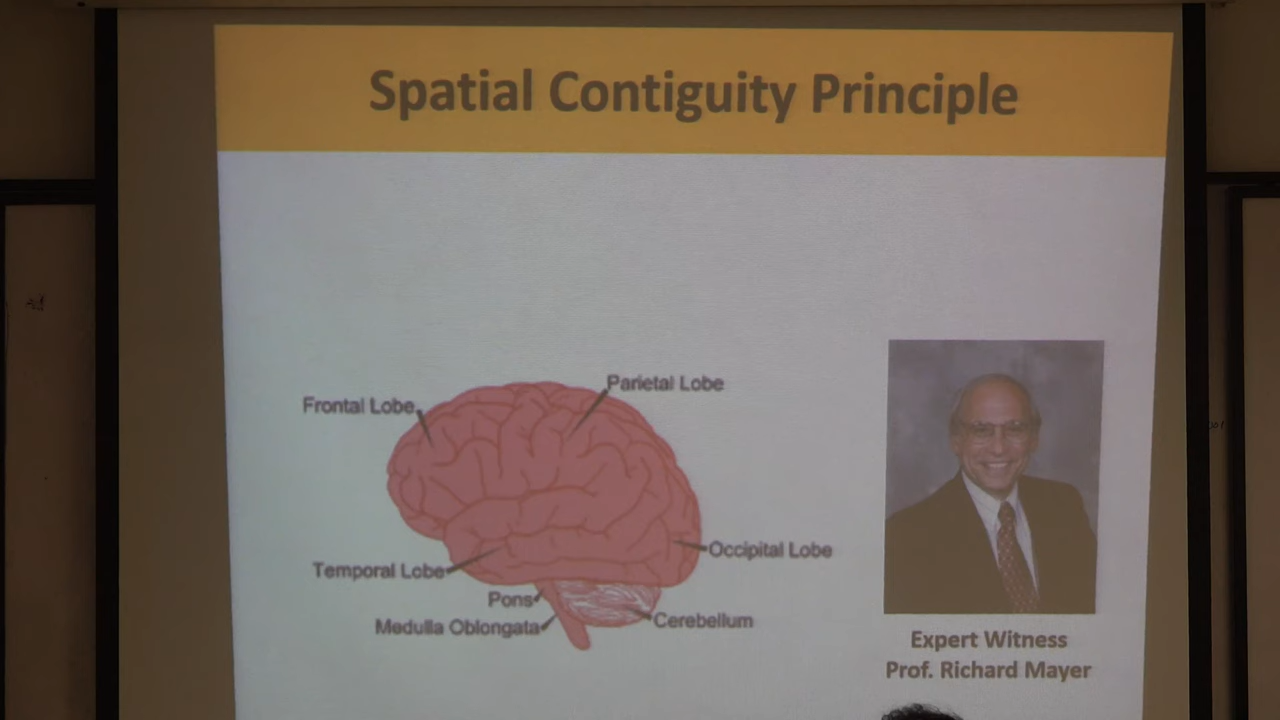 Spatial Contiguity Principle
Parietal Lobe
Frontal Lobe
Occipital Lobe
Temporal Lobe
Pons
Cerebellum
Medulla Oblongata
Expert Witness
Prof. Richard Mayer